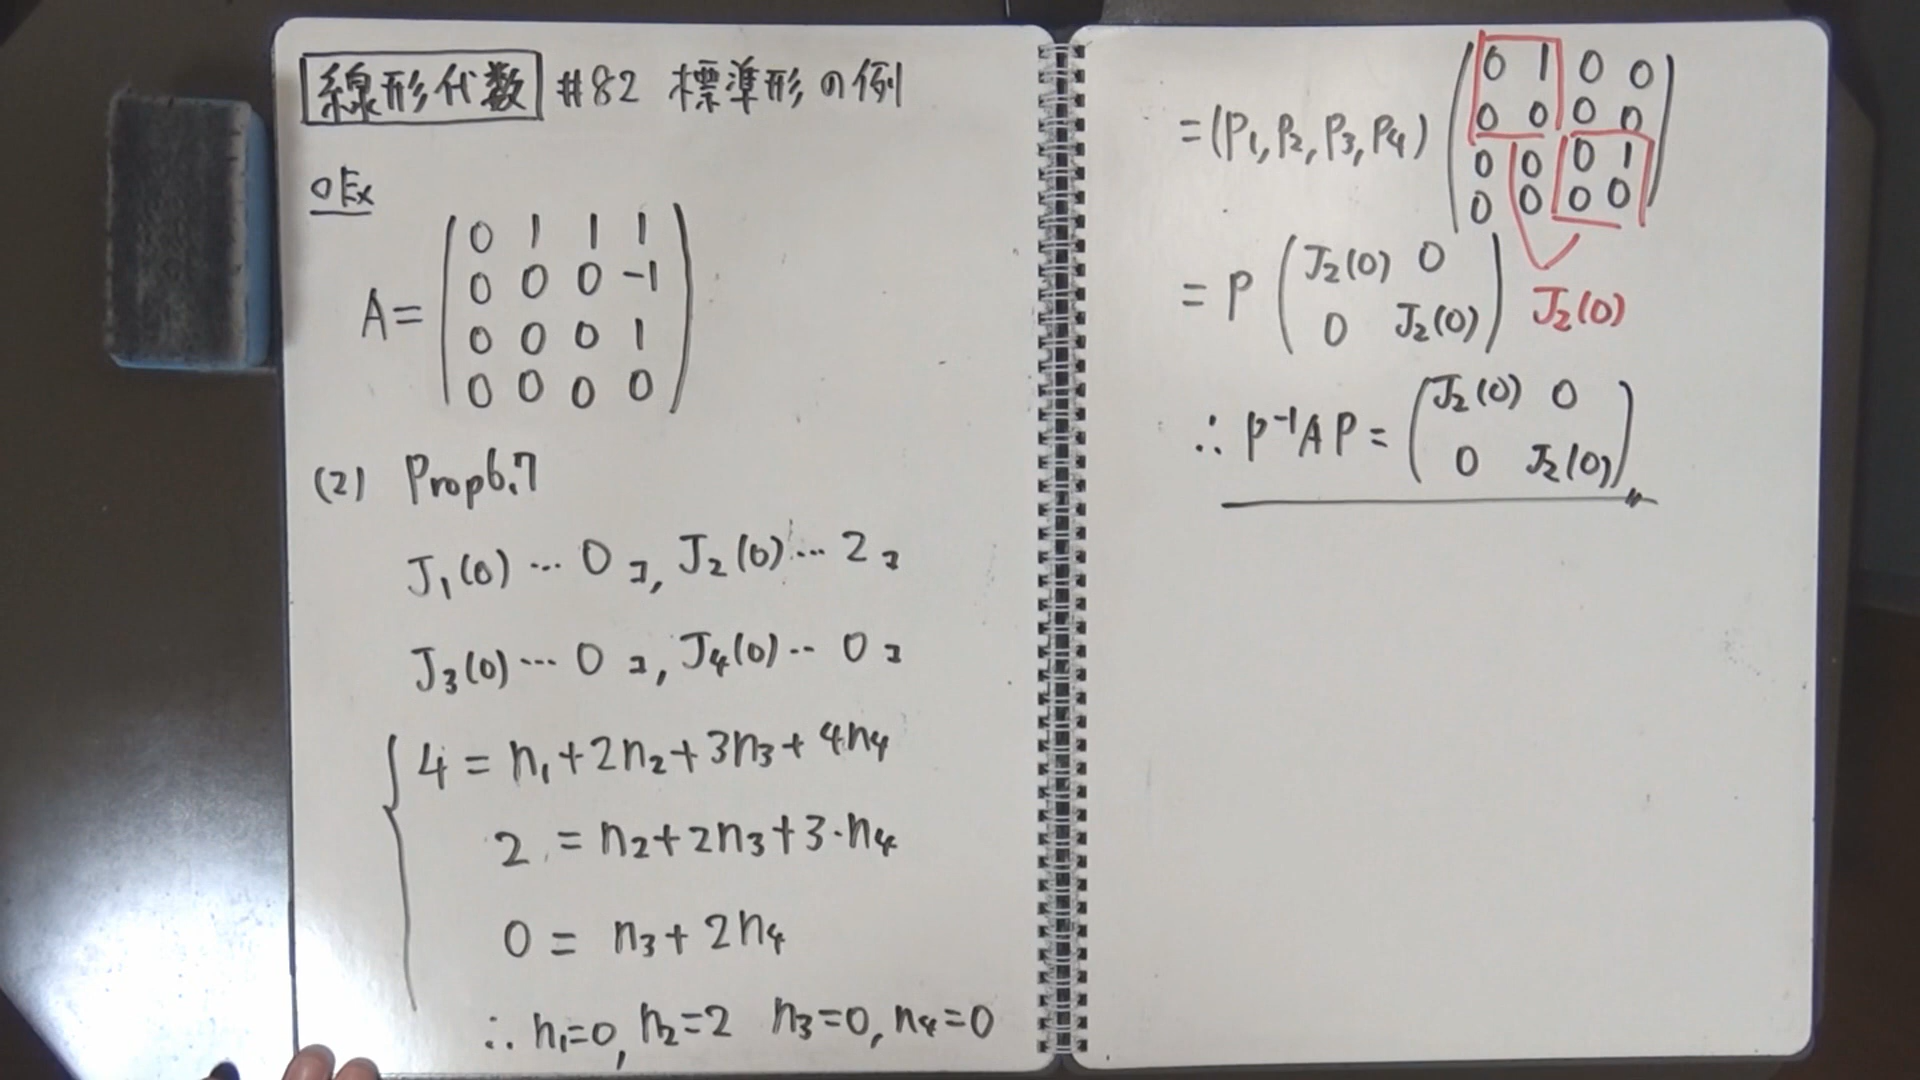 線形代数 #82 標準形の例
○Ex
A = ( 0 1 1 1
0 0 0 -1
0 0 0 1
0 0 0 0 )
(2) Prop6.7
J₁(0) … 0コ, J₂(0) … 2コ
J₃(0) … 0コ, J₄(0) ‥ 0コ
{ 4 = n₁+2n₂+3n₃+4n₄
2 = n₂+2n₃+3·n₄
0 = n₃+2n₄
∴ n₁=0, n₂=2 n₃=0, n₄=0
= (P₁, P₂, P₃, P₄) ( 0 1 0 0
0 0 0 0
0 0 0 1
0 0 0 0 )
= P ( J₂(0) 0
0 J₂(0) ) J₂(0)
∴ P⁻¹AP = ( J₂(0) 0
0 J₂(0) )